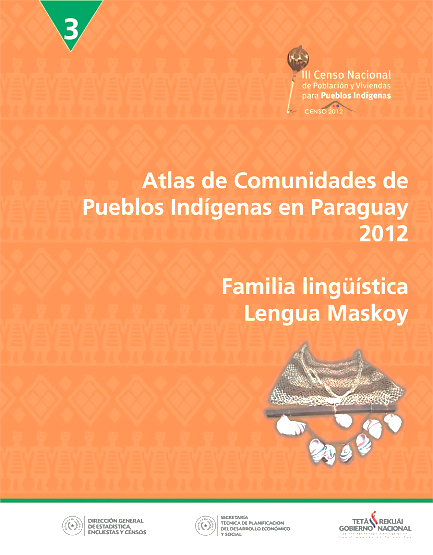 3
III Censo Nacional
de Población y Viviendas
para Pueblos Indígenas
CENSO 2012
Atlas de Comunidades de
Pueblos Indígenas en Paraguay
2012
Familia lingüística
Lengua Maskoy
DIRECCIÓN GENERAL
DE ESTADÍSTICA,
ENCUESTAS Y CENSOS
SECRETARÍA
TÉCNICA DE PLANIFICACIÓN
DEL DESARROLLO ECONÓMICO
Y SOCIAL
TETÃ REKUÁI
GOBIERNO NACIONAL